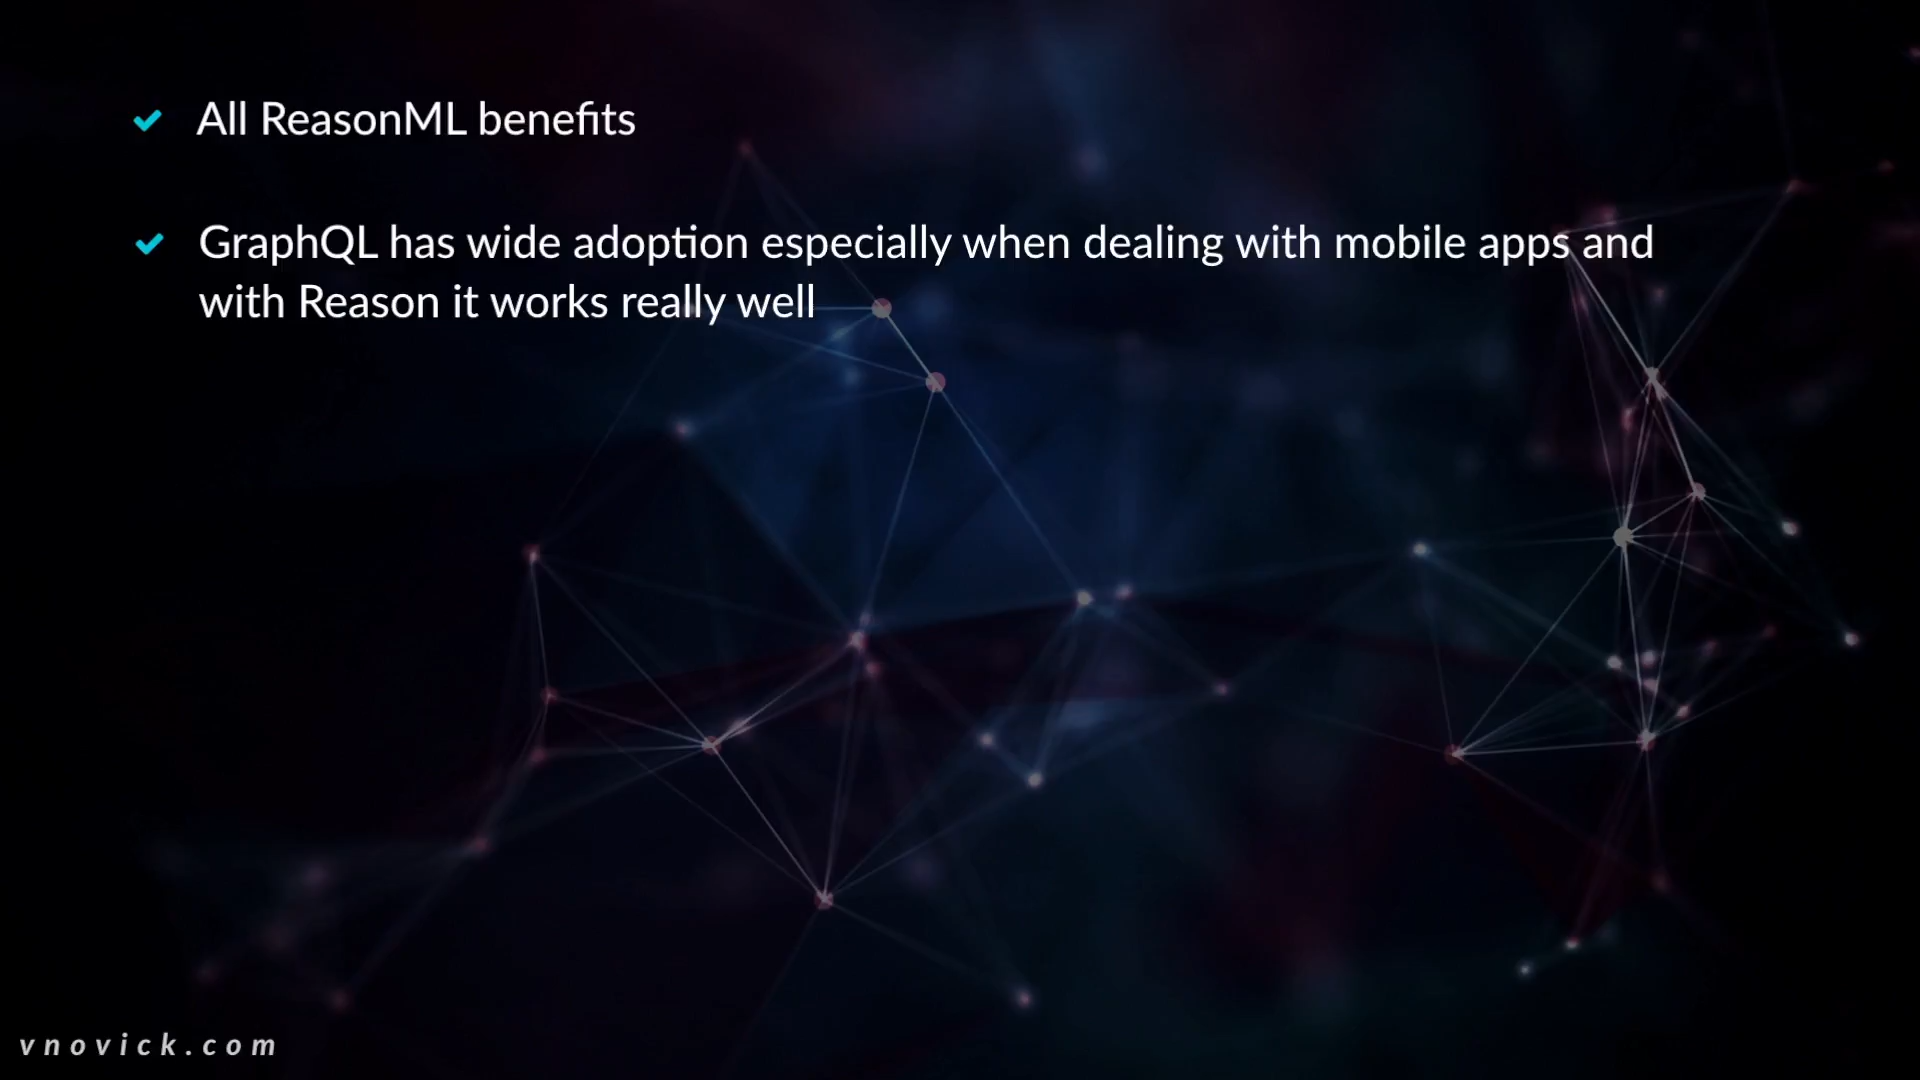 All ReasonML benefits
GraphQL has wide adoption especially when dealing with mobile apps and
with Reason it works really well
vnovick.com